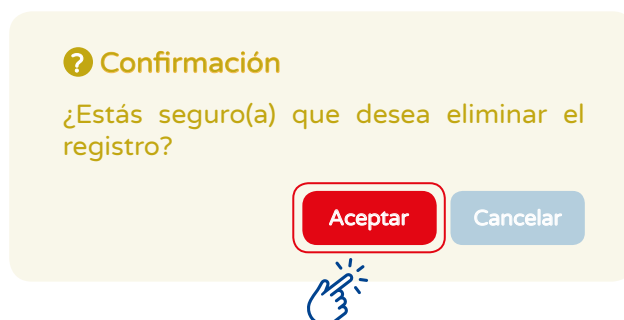 ? Confirmación
¿Estás seguro(a) que desea eliminar el
registro?
Aceptar Cancelar